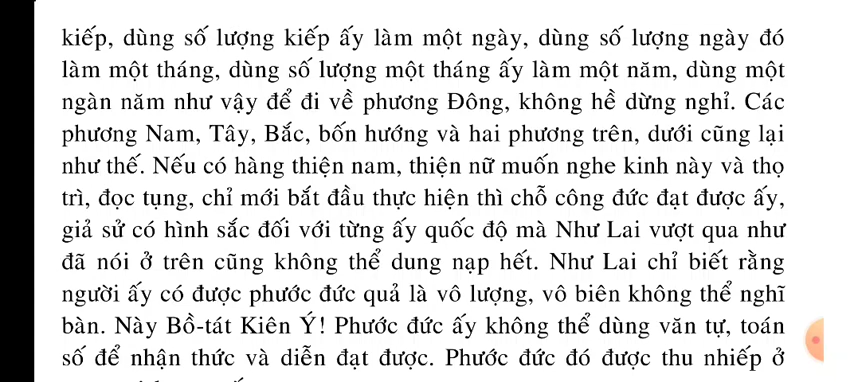 kiếp, dùng số lượng kiếp ấy làm một ngày, dùng số lượng ngày đó
làm một tháng, dùng số lượng một tháng ấy làm một năm, dùng một
ngàn năm như vậy để đi về phương Đông, không hề dừng nghỉ. Các
phương Nam, Tây, Bắc, bốn hướng và hai phương trên, dưới cũng lại
như thế. Nếu có hàng thiện nam, thiện nữ muốn nghe kinh này và thọ
trì, đọc tụng, chỉ mới bắt đầu thực hiện thì chỗ công đức đạt được ấy,
giả sử có hình sắc đối với từng ấy quốc độ mà Như Lai vượt qua như
đã nói ở trên cũng không thể dung nạp hết. Như Lai chỉ biết rằng
người ấy có được phước đức quả là vô lượng, vô biên không thể nghĩ
bàn. Này Bồ-tát Kiên Ý! Phước đức ấy không thể dùng văn tự, toán
số để nhận thức và diễn đạt được. Phước đức đó được thu nhiếp ở